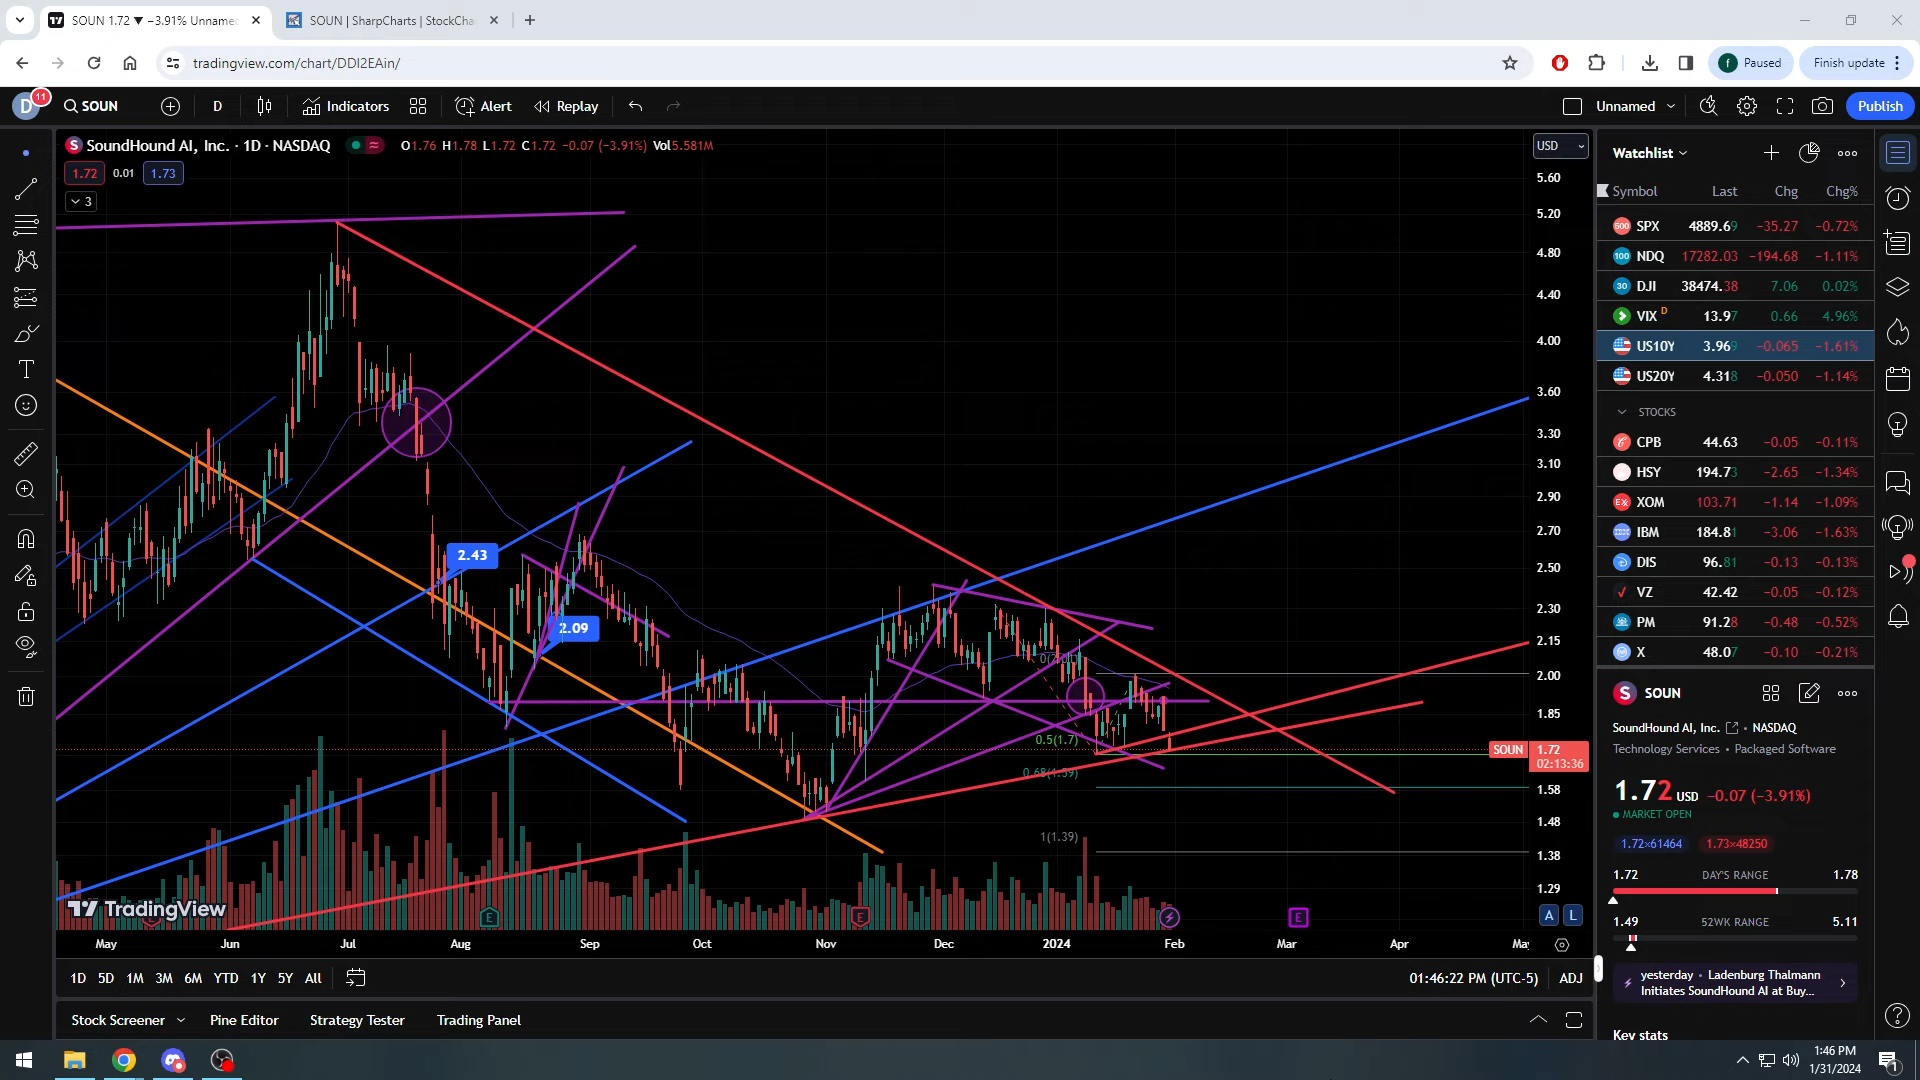 SOUN 1.72 ▼ −3.91% Unname
SOUN | SharpCharts | StockCha
tradingview.com/chart/DDI2EAin/
f Paused
Finish update
D 11
SOUN
D
Indicators
Alert
Replay
Unnamed
Publish
S SoundHound AI, Inc. · 1D · NASDAQ
O1.76 H1.78 L1.72 C1.72 −0.07 (−3.91%) Vol5.581M
1.72 0.01 1.73
3
USD
5.60
5.20
4.80
4.40
4.00
3.60
3.30
3.10
2.90
2.70
2.50
2.30
2.15
2.00
1.85
SOUN 1.72
02:13:36
1.58
1.48
1.38
1.29
A L
2.43
2.09
0.5(1.7)
0.68(1.59)
1(1.39)
TradingView
E E E E
May Jun Jul Aug Sep Oct Nov Dec 2024 Feb Mar Apr
1D 5D 1M 3M 6M YTD 1Y 5Y All
01:46:22 PM (UTC-5) ADJ
Stock Screener Pine Editor Strategy Tester Trading Panel
Watchlist
Symbol Last Chg Chg%
500 SPX 4889.69 −35.27 −0.72%
100 NDQ 17282.03 −194.68 −1.11%
30 DJI 38474.38 7.06 0.02%
VIX D 13.97 0.66 4.96%
US10Y 3.969 −0.065 −1.61%
US20Y 4.318 −0.050 −1.14%
STOCKS
CPB 44.63 −0.05 −0.11%
HSY 194.73 −2.65 −1.34%
XOM 103.71 −1.14 −1.09%
IBM 184.81 −3.06 −1.63%
DIS 96.81 −0.13 −0.13%
VZ 42.42 −0.05 −0.12%
PM 91.28 −0.48 −0.52%
X 48.07 −0.10 −0.21%
S SOUN
SoundHound AI, Inc. • NASDAQ
Technology Services • Packaged Software
1.72 USD −0.07 (−3.91%)
MARKET OPEN
1.72×61464 1.73×48250
1.72 DAY'S RANGE 1.78
1.49 52WK RANGE 5.11
yesterday • Ladenburg Thalmann
Initiates SoundHound AI at Buy...
Key stats
1:46 PM
1/31/2024
1